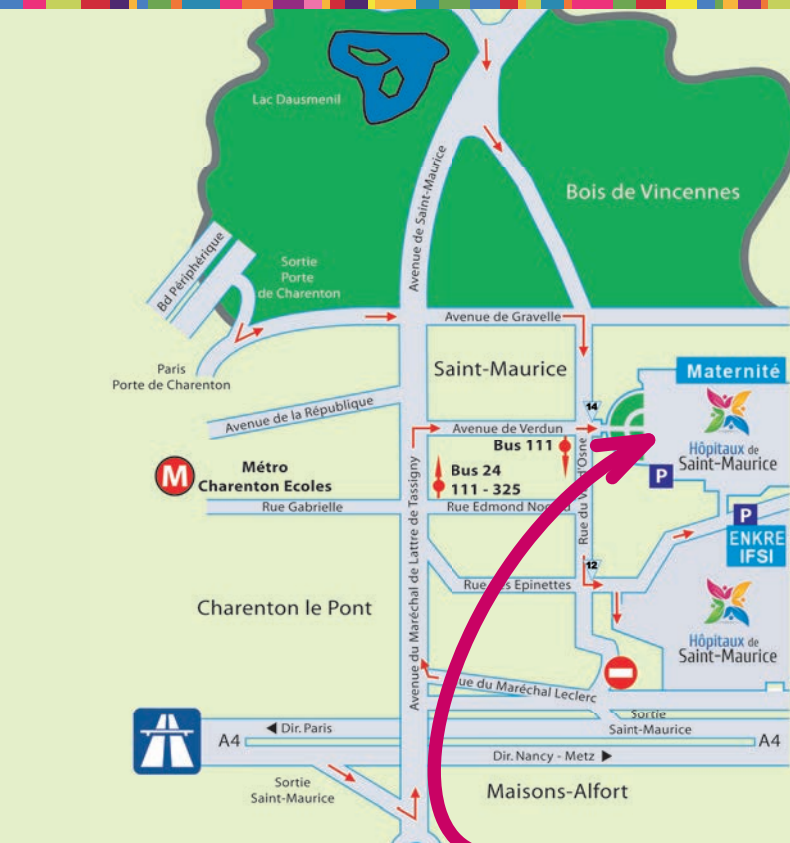 Lac Dausmenil
Bois de Vincennes
Avenue de Saint-Maurice
Bd Périphérique
Sortie
Porte
de Charenton
Avenue de Gravelle
Paris
Porte de Charenton
Saint-Maurice
Maternité
Avenue de la République
14
Hôpitaux de
Saint-Maurice
Avenue de Verdun
Bus 111
M
Métro
Charenton Ecoles
Bus 24
111 - 325
P
Rue Gabrielle
Rue Edmond
Rue du
d'Osne
P
ENKRE
IFSI
Avenue du Maréchal de Lattre de Tassigny
12
Rue
Epinettes
Charenton le Pont
Hôpitaux de
Saint-Maurice
du Maréchal Leclerc
Sortie
Saint-Maurice
Dir. Paris
A4
A4
Dir. Nancy - Metz
Sortie
Saint-Maurice
Maisons-Alfort